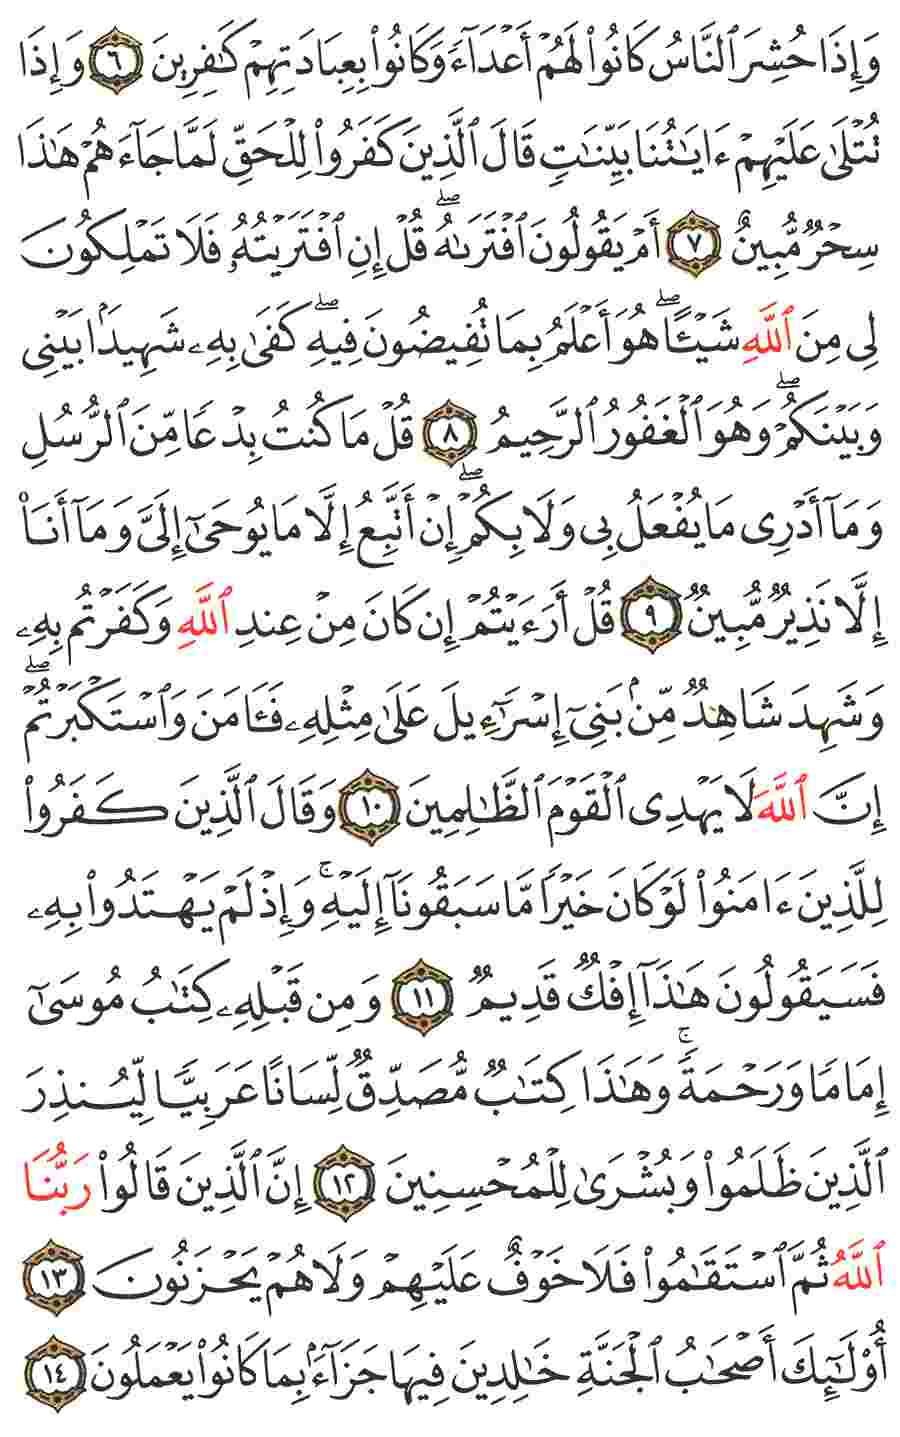 وَإِذَا حُشِرَ ٱلنَّاسُ كَانُوا۟ لَهُمْ أَعْدَآءً وَكَانُوا۟ بِعِبَادَتِهِمْ كَٰفِرِينَ ٦ وَإِذَا
تُتْلَىٰ عَلَيْهِمْ ءَايَٰتُنَا بَيِّنَٰتٍ قَالَ ٱلَّذِينَ كَفَرُوا۟ لِلْحَقِّ لَمَّا جَآءَهُمْ هَٰذَا
سِحْرٌ مُّبِينٌ ٧ أَمْ يَقُولُونَ ٱفْتَرَىٰهُ ۖ قُلْ إِنِ ٱفْتَرَيْتُهُۥ فَلَا تَمْلِكُونَ
لِى مِنَ ٱللَّهِ شَيْـًٔا ۖ هُوَ أَعْلَمُ بِمَا تُفِيضُونَ فِيهِ ۖ كَفَىٰ بِهِۦ شَهِيدًۢا بَيْنِى
وَبَيْنَكُمْ ۖ وَهُوَ ٱلْغَفُورُ ٱلرَّحِيمُ ٨ قُلْ مَا كُنتُ بِدْعًا مِّنَ ٱلرُّسُلِ
وَمَآ أَدْرِى مَا يُفْعَلُ بِى وَلَا بِكُمْ ۖ إِنْ أَتَّبِعُ إِلَّا مَا يُوحَىٰٓ إِلَىَّ وَمَآ أَنَا۠
إِلَّا نَذِيرٌ مُّبِينٌ ٩ قُلْ أَرَءَيْتُمْ إِن كَانَ مِنْ عِندِ ٱللَّهِ وَكَفَرْتُم بِهِۦ
وَشَهِدَ شَاهِدٌ مِّنۢ بَنِىٓ إِسْرَٰٓءِيلَ عَلَىٰ مِثْلِهِۦ فَـَٔامَنَ وَٱسْتَكْبَرْتُمْ ۖ
إِنَّ ٱللَّهَ لَا يَهْدِى ٱلْقَوْمَ ٱلظَّٰلِمِينَ ١٠ وَقَالَ ٱلَّذِينَ كَفَرُوا۟
لِلَّذِينَ ءَامَنُوا۟ لَوْ كَانَ خَيْرًا مَّا سَبَقُونَآ إِلَيْهِ ۚ وَإِذْ لَمْ يَهْتَدُوا۟ بِهِۦ
فَسَيَقُولُونَ هَٰذَآ إِفْكٌ قَدِيمٌ ١١ وَمِن قَبْلِهِۦ كِتَٰبُ مُوسَىٰٓ
إِمَامًا وَرَحْمَةً ۚ وَهَٰذَا كِتَٰبٌ مُّصَدِّقٌ لِّسَانًا عَرَبِيًّا لِّيُنذِرَ
ٱلَّذِينَ ظَلَمُوا۟ وَبُشْرَىٰ لِلْمُحْسِنِينَ ١٢ إِنَّ ٱلَّذِينَ قَالُوا۟ رَبُّنَا
ٱللَّهُ ثُمَّ ٱسْتَقَٰمُوا۟ فَلَا خَوْفٌ عَلَيْهِمْ وَلَا هُمْ يَحْزَنُونَ ١٣
أُو۟لَٰٓئِكَ أَصْحَٰبُ ٱلْجَنَّةِ خَٰلِدِينَ فِيهَا جَزَآءًۢ بِمَا كَانُوا۟ يَعْمَلُونَ ١٤